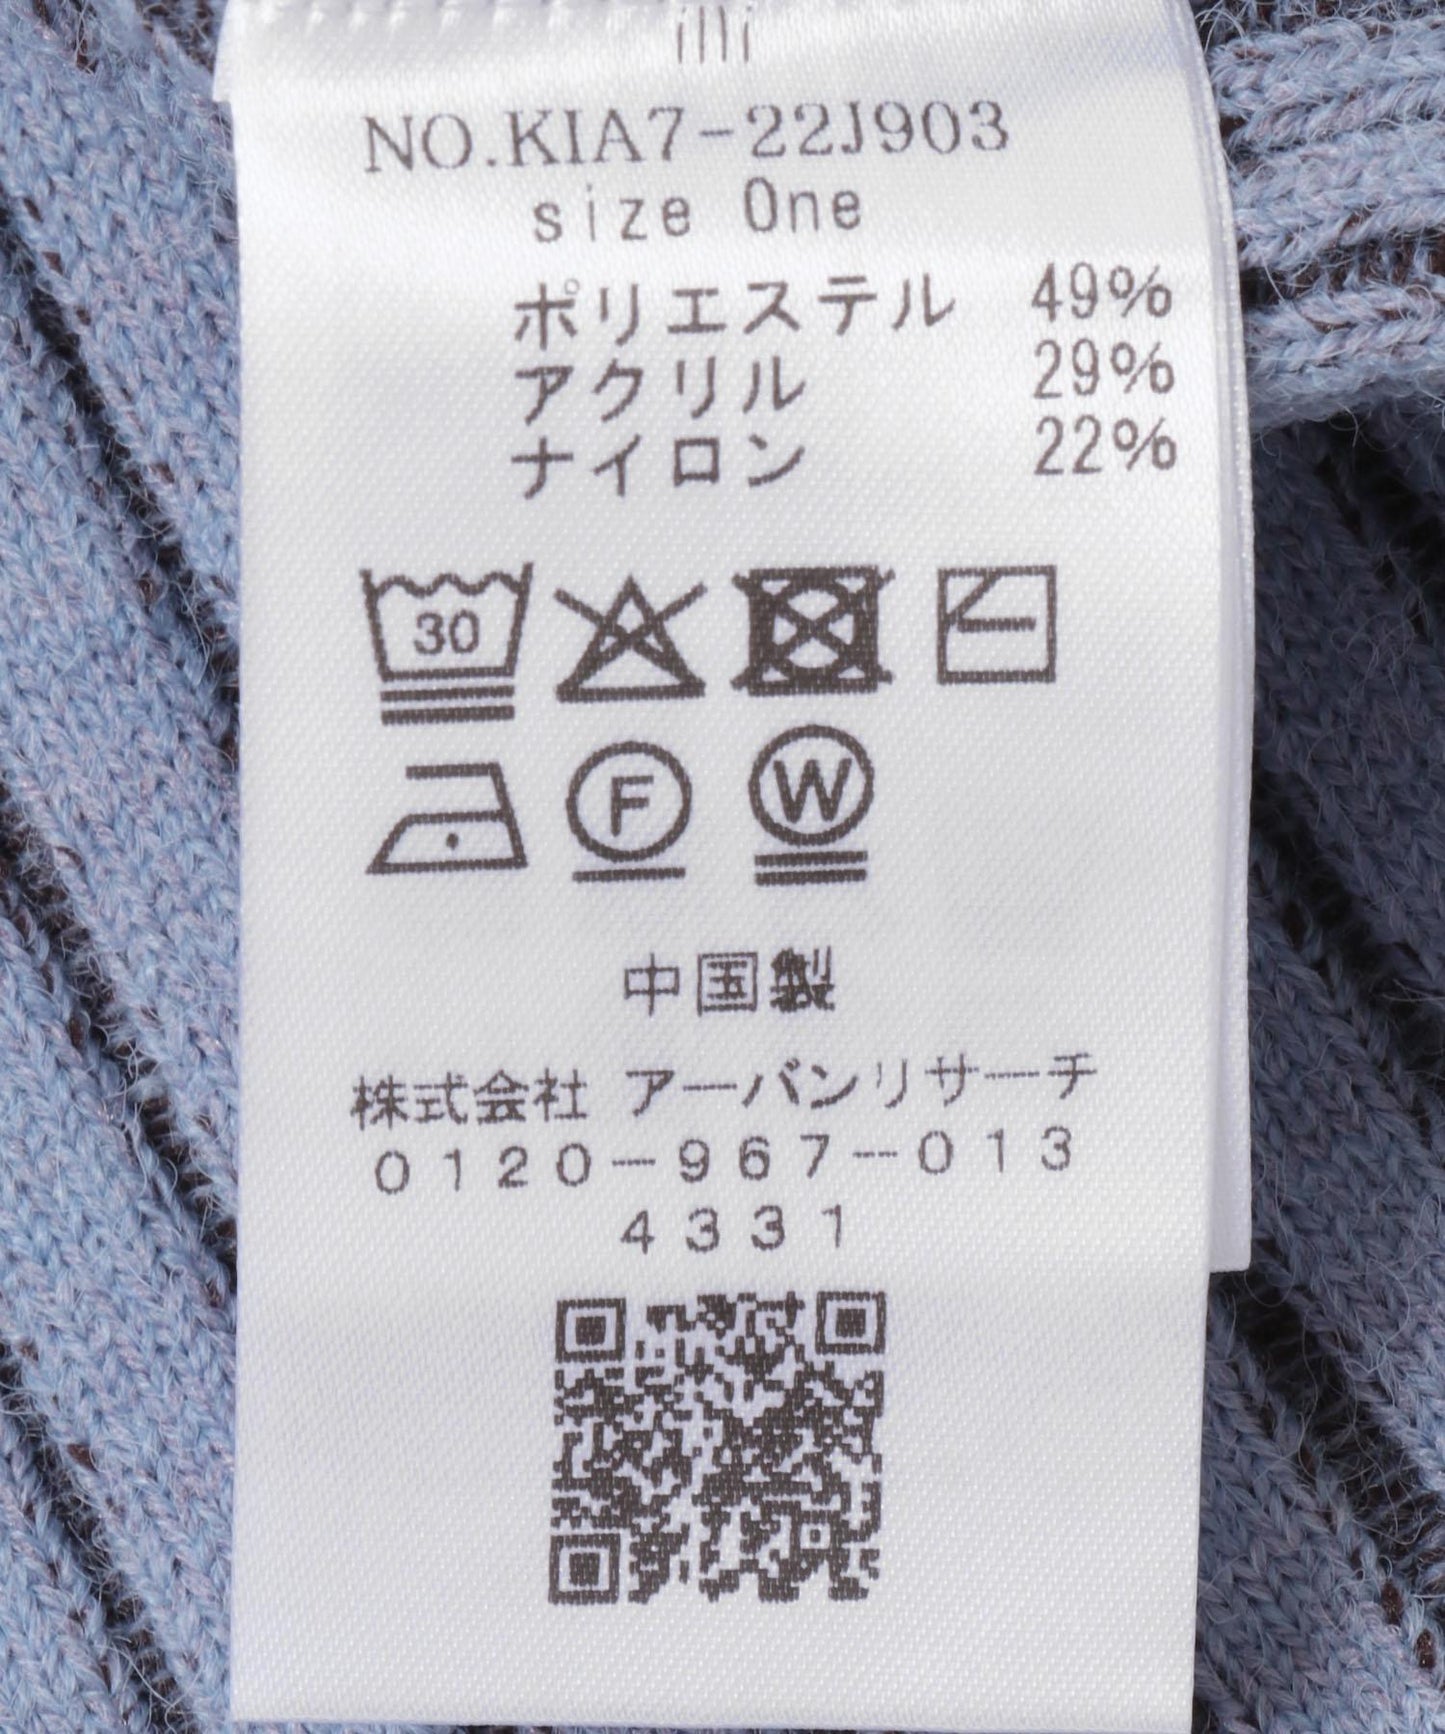 illi
NO.KIA7-22J903
size One
ポリエステル 49%
アクリル 29%
ナイロン 22%
30
F W
中国製
株式会社 アーバンリサーチ
0120-967-013
4331